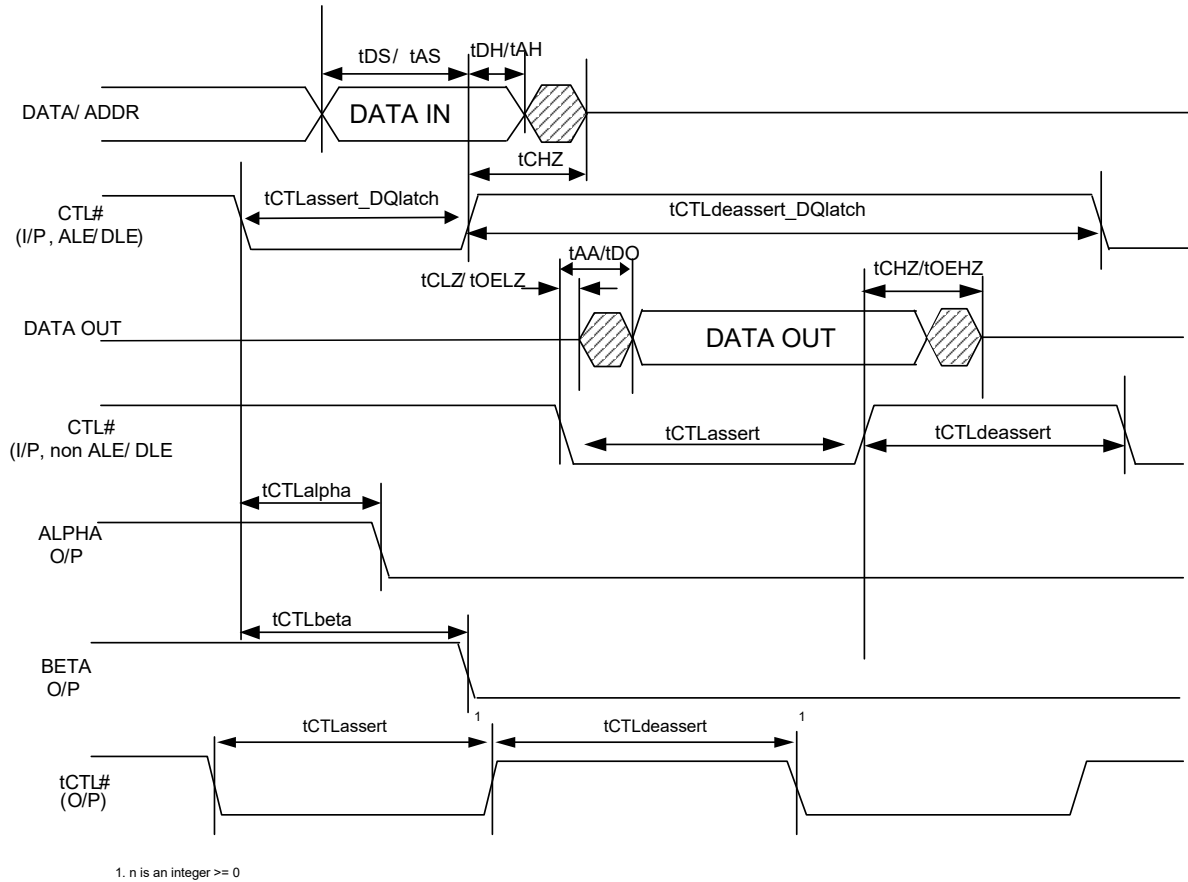 tDS/ tAS
tDH/tAH
DATA/ ADDR
DATA IN
tCHZ
tCTLassert_DQlatch
tCTLdeassert_DQlatch
CTL#
(I/P, ALE/ DLE)
tAA/tDO
tCHZ/tOEHZ
tCLZ/ tOELZ
DATA OUT
DATA OUT
CTL#
(I/P, non ALE/ DLE
tCTLassert
tCTLdeassert
tCTLalpha
ALPHA
O/P
tCTLbeta
BETA
O/P
tCTLassert 1
tCTLdeassert 1
tCTL#
(O/P)
1. n is an integer >= 0